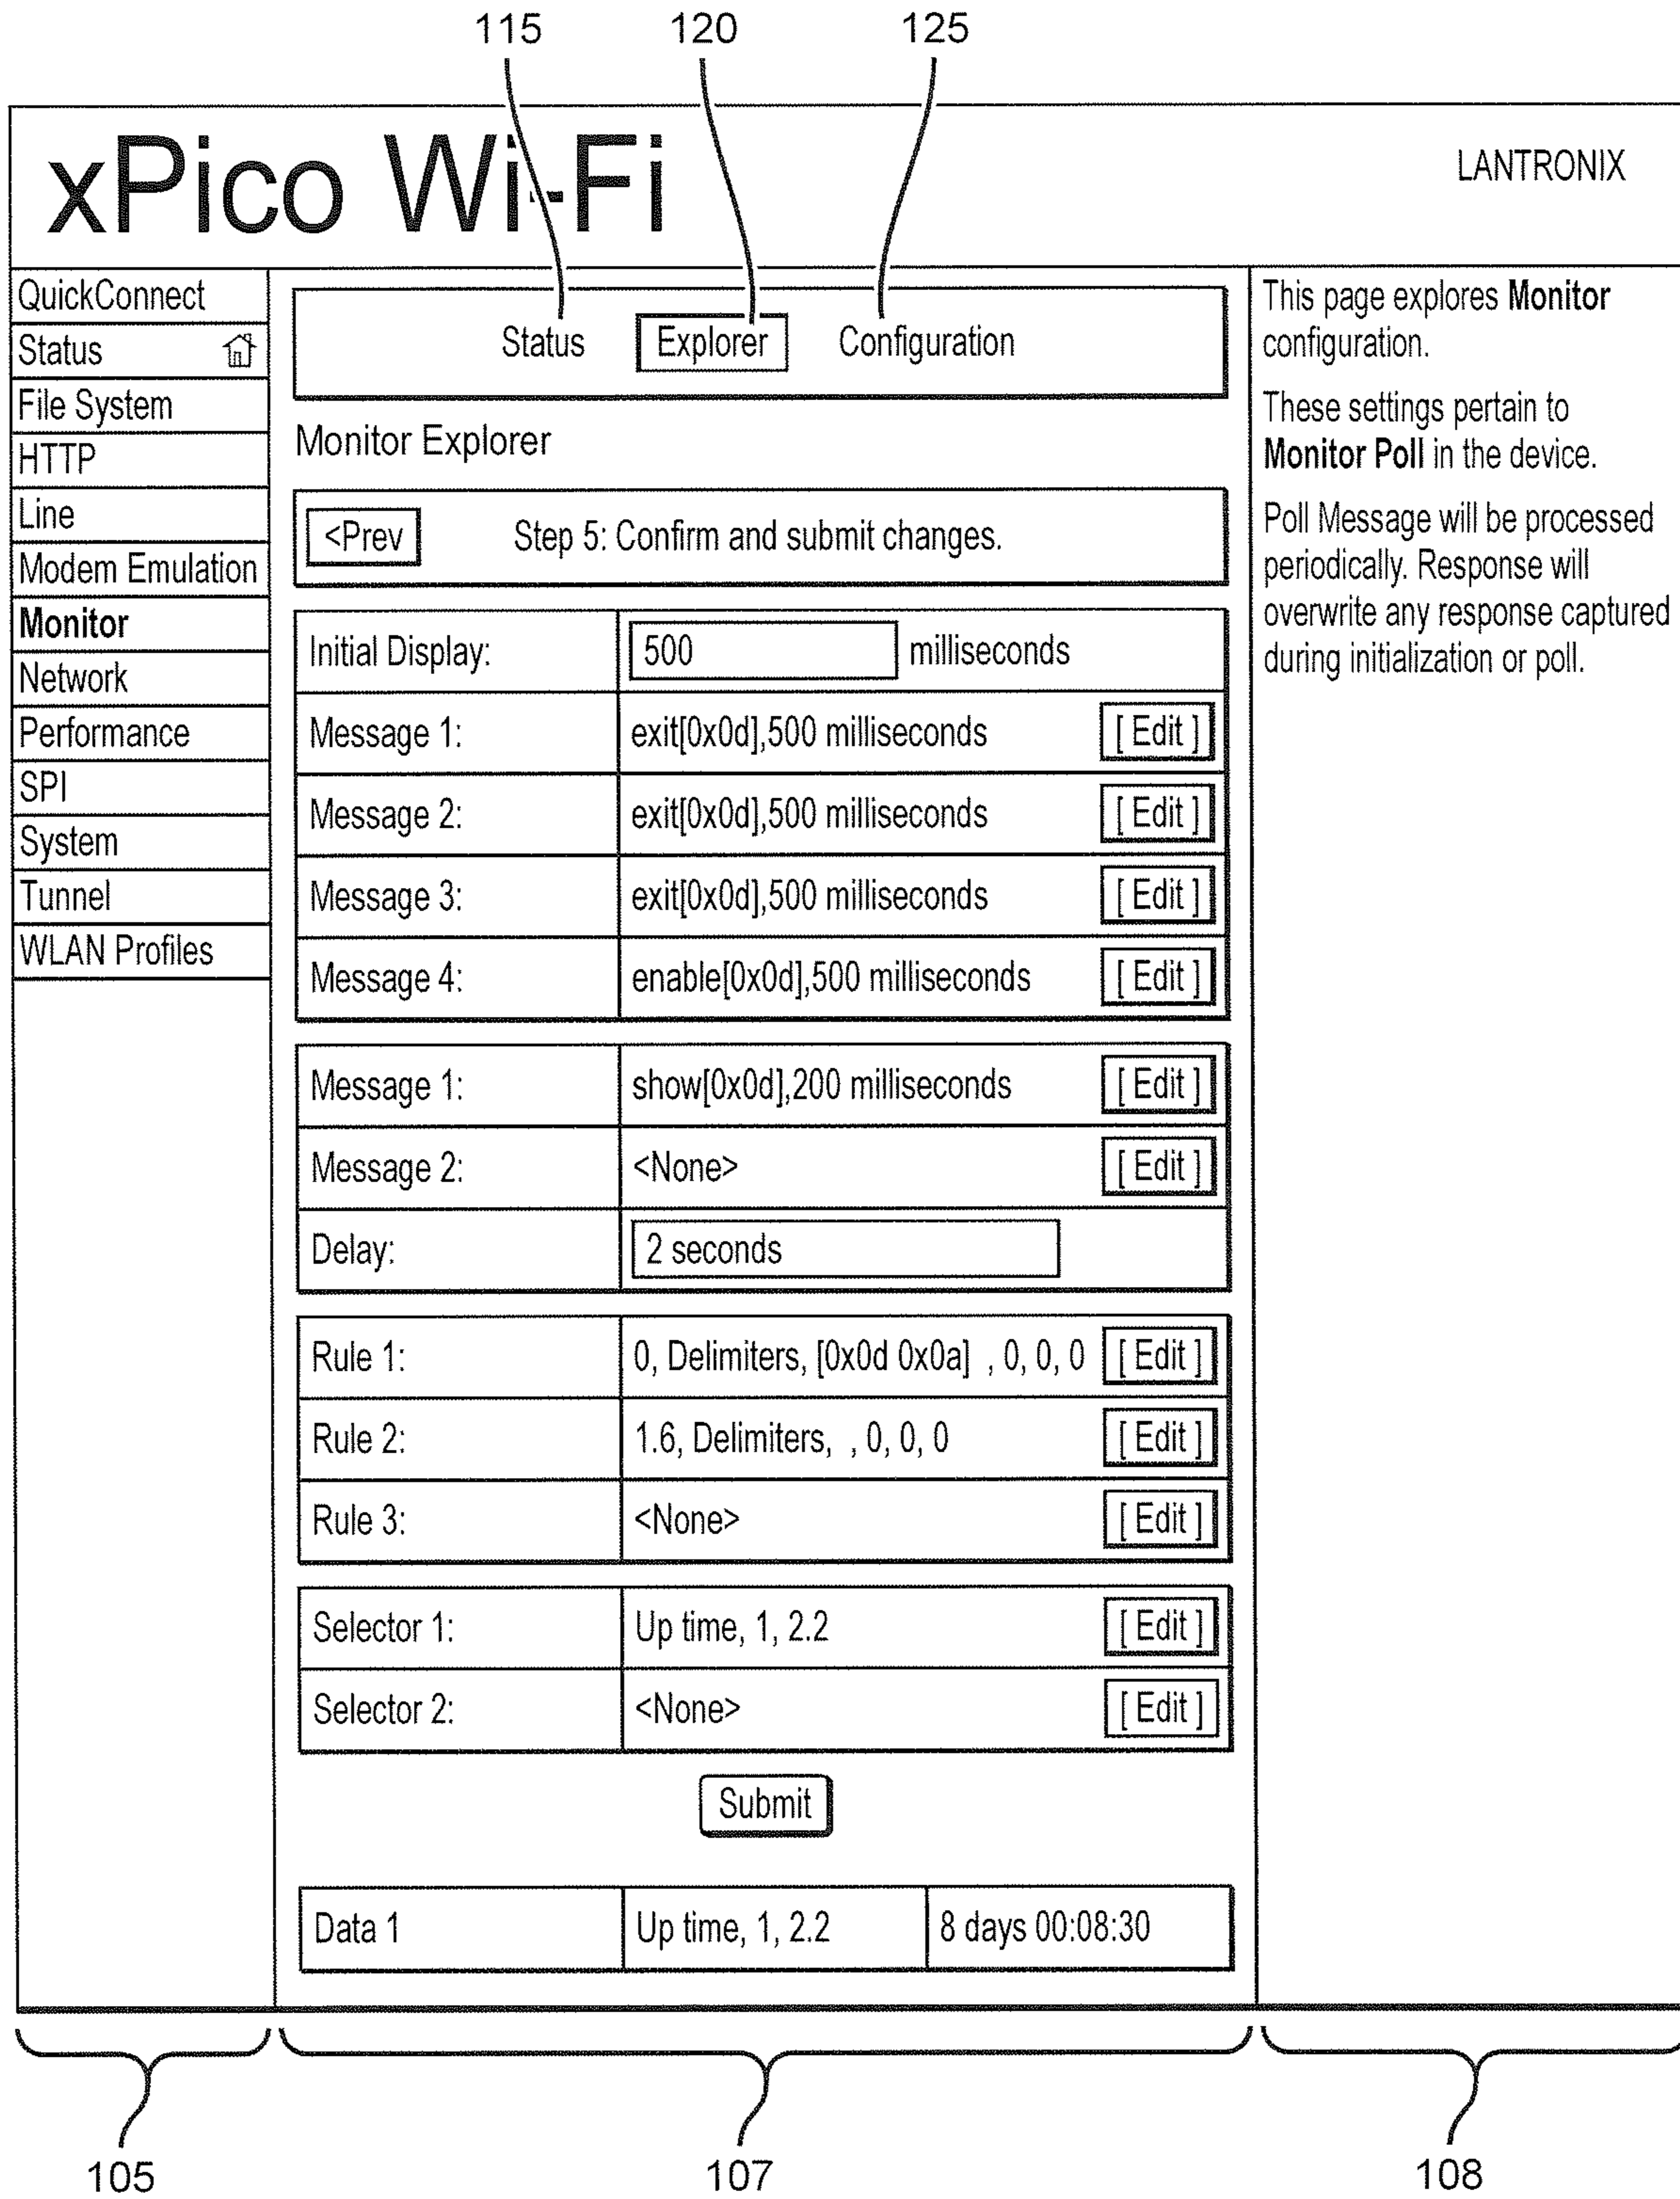 115 120 125
xPico Wi-Fi
LANTRONIX
QuickConnect
Status
File System
HTTP
Line
Modem Emulation
Monitor
Network
Performance
SPI
System
Tunnel
WLAN Profiles
Status Explorer Configuration
Monitor Explorer
<Prev Step 5: Confirm and submit changes.
Initial Display: 500 milliseconds
Message 1: exit[0x0d],500 milliseconds [ Edit ]
Message 2: exit[0x0d],500 milliseconds [ Edit ]
Message 3: exit[0x0d],500 milliseconds [ Edit ]
Message 4: enable[0x0d],500 milliseconds [ Edit ]
Message 1: show[0x0d],200 milliseconds [ Edit ]
Message 2: <None> [ Edit ]
Delay: 2 seconds
Rule 1: 0, Delimiters, [0x0d 0x0a] , 0, 0, 0 [ Edit ]
Rule 2: 1.6, Delimiters, , 0, 0, 0 [ Edit ]
Rule 3: <None> [ Edit ]
Selector 1: Up time, 1, 2.2 [ Edit ]
Selector 2: <None> [ Edit ]
Submit
Data 1 Up time, 1, 2.2 8 days 00:08:30
This page explores Monitor
configuration.
These settings pertain to
Monitor Poll in the device.
Poll Message will be processed
periodically. Response will
overwrite any response captured
during initialization or poll.
105 107 108